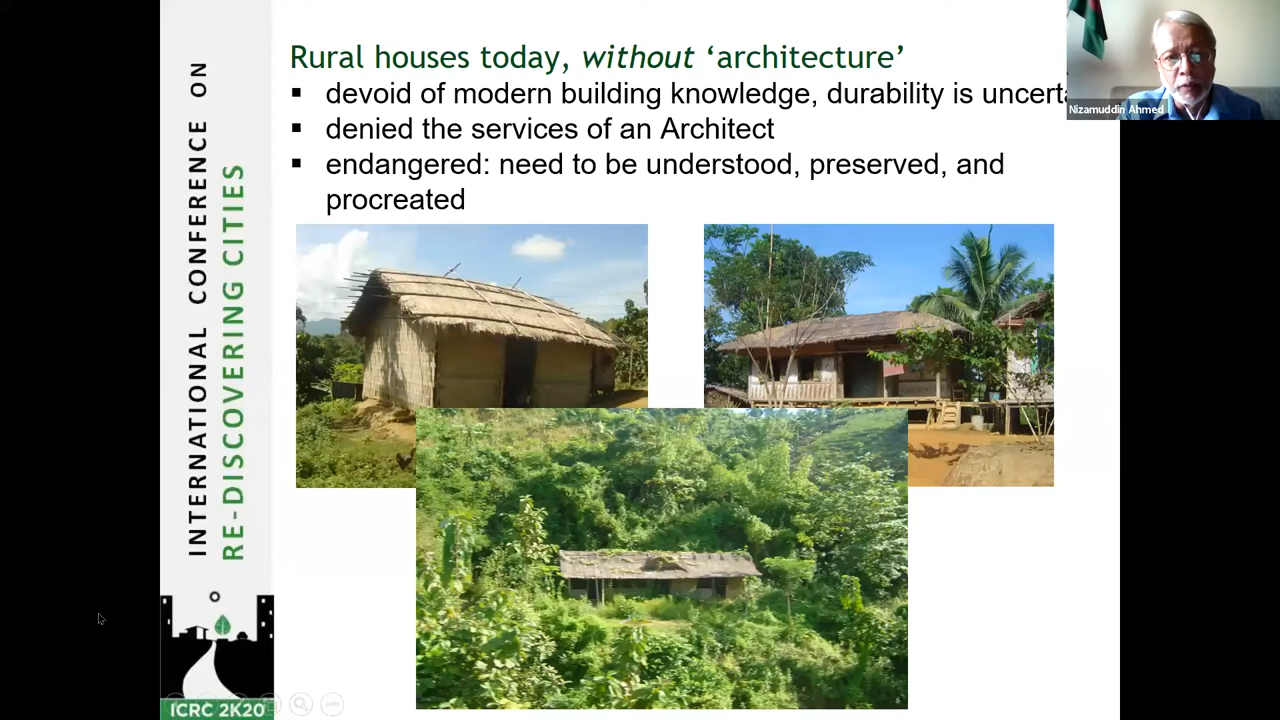 INTERNATIONAL CONFERENCE ON
RE-DISCOVERING CITIES
ICRC 2K20
Rural houses today, without ‘architecture’
▪ devoid of modern building knowledge, durability is uncerta
▪ denied the services of an Architect
▪ endangered: need to be understood, preserved, and
procreated
Nizamuddin Ahmed